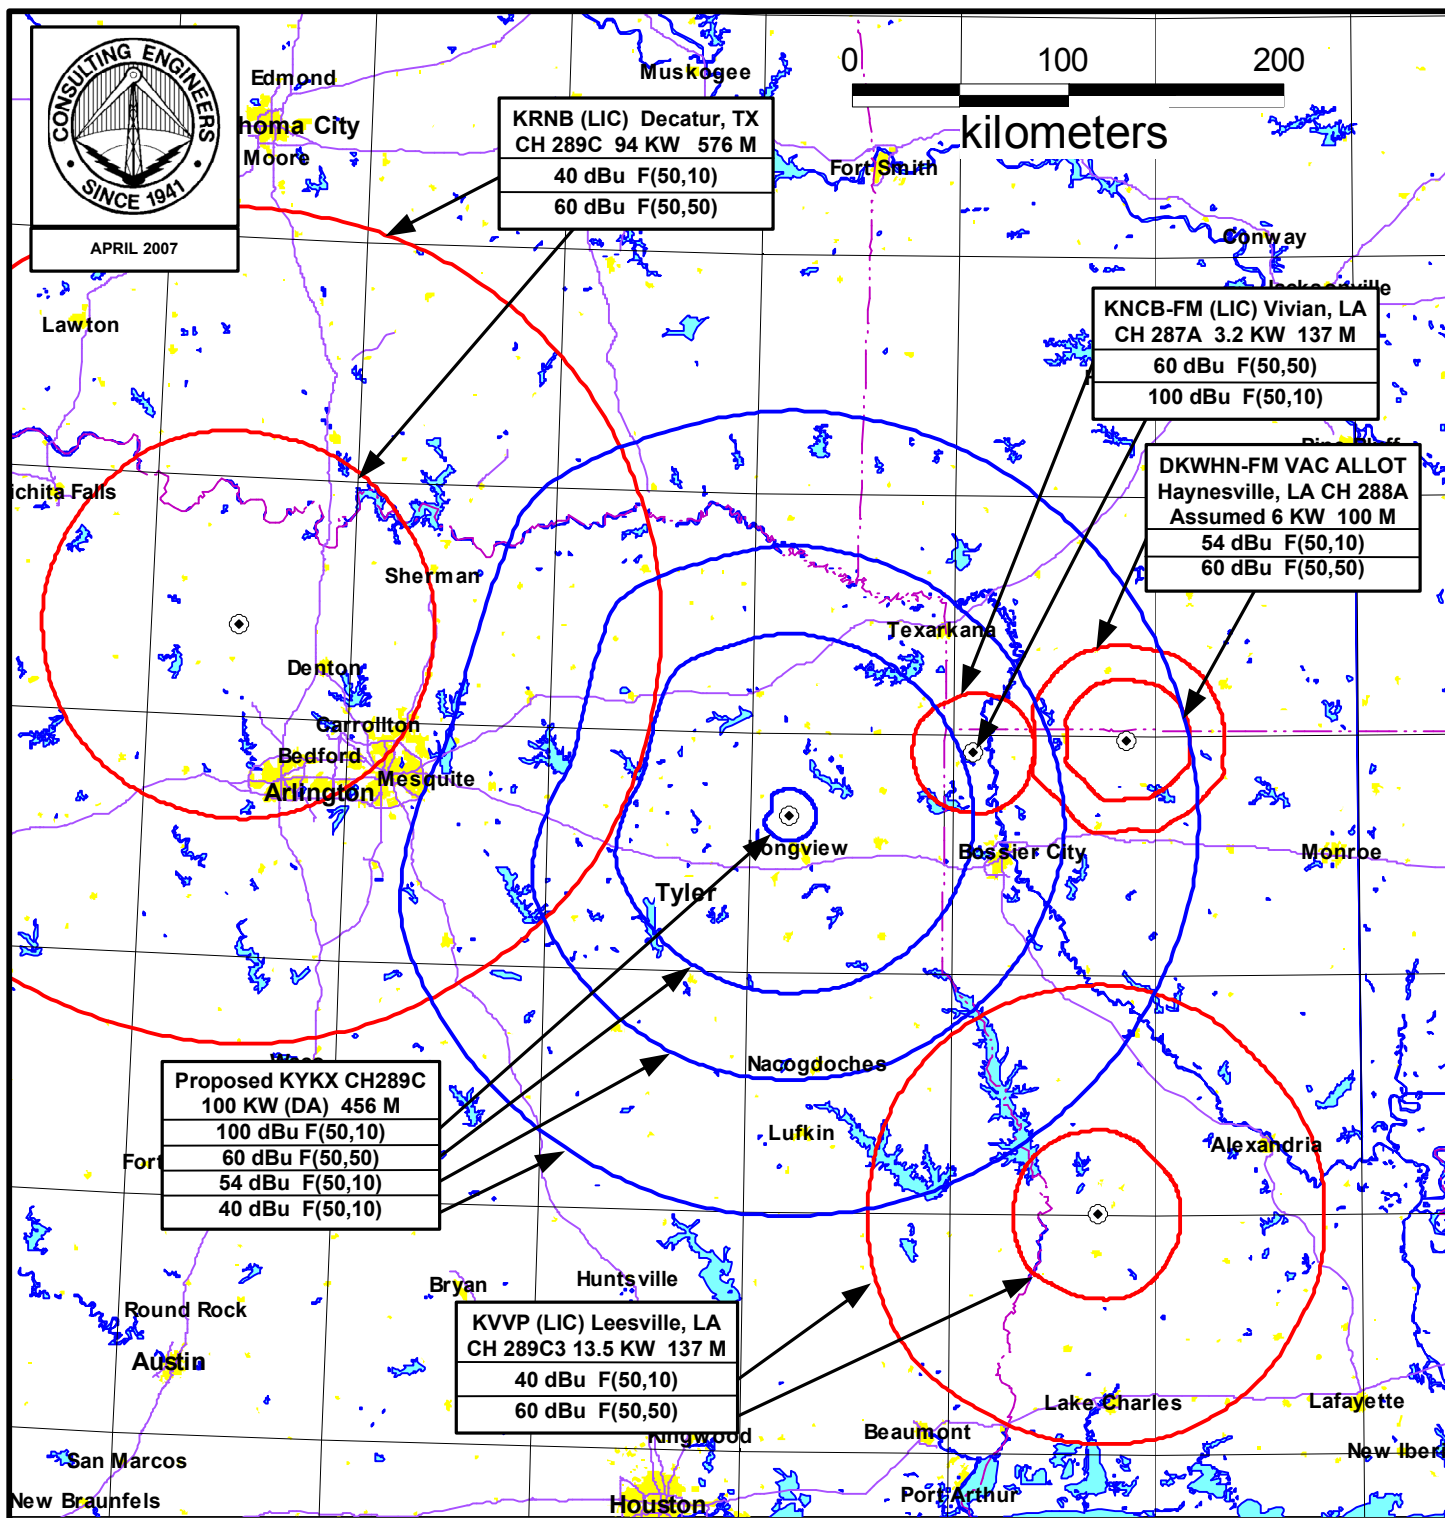 CONSULTING ENGINEERS
SINCE 1941
APRIL 2007
0 100 200
kilometers
Edmond
homa City
Moore
Muskogee
KRNB (LIC) Decatur, TX
CH 289C 94 KW 576 M
40 dBu F(50,10)
60 dBu F(50,50)
Fort Smith
Conway
Lawton
KNCB-FM (LIC) Vivian, LA
CH 287A 3.2 KW 137 M
60 dBu F(50,50)
100 dBu F(50,10)
DKWHN-FM VAC ALLOT
Haynesville, LA CH 288A
Assumed 6 KW 100 M
54 dBu F(50,10)
60 dBu F(50,50)
ichita Falls
Sherman
Texarkana
Denton
Carrollton
Bedford
Mesquite
Arlington
Longview
Bossier City
Monroe
Tyler
Nacogdoches
Proposed KYKX CH289C
100 KW (DA) 456 M
100 dBu F(50,10)
60 dBu F(50,50)
54 dBu F(50,10)
40 dBu F(50,10)
Lufkin
Alexandria
Fort
Bryan
Huntsville
Round Rock
KVVP (LIC) Leesville, LA
CH 289C3 13.5 KW 137 M
40 dBu F(50,10)
60 dBu F(50,50)
Austin
Lake Charles
Lafayette
Beaumont
Kingwood
New Iberi
San Marcos
Port Arthur
New Braunfels
Houston